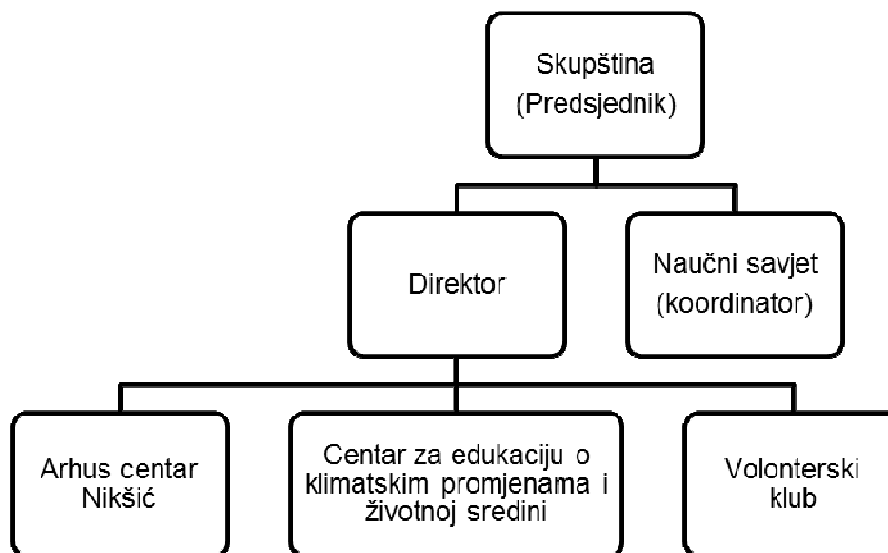 Skupština
(Predsjednik)
Direktor
Naučni savjet
(koordinator)
Arhus centar
Nikšić
Centar za edukaciju o
klimatskim promjenama i
životnoj sredini
Volonterski
klub